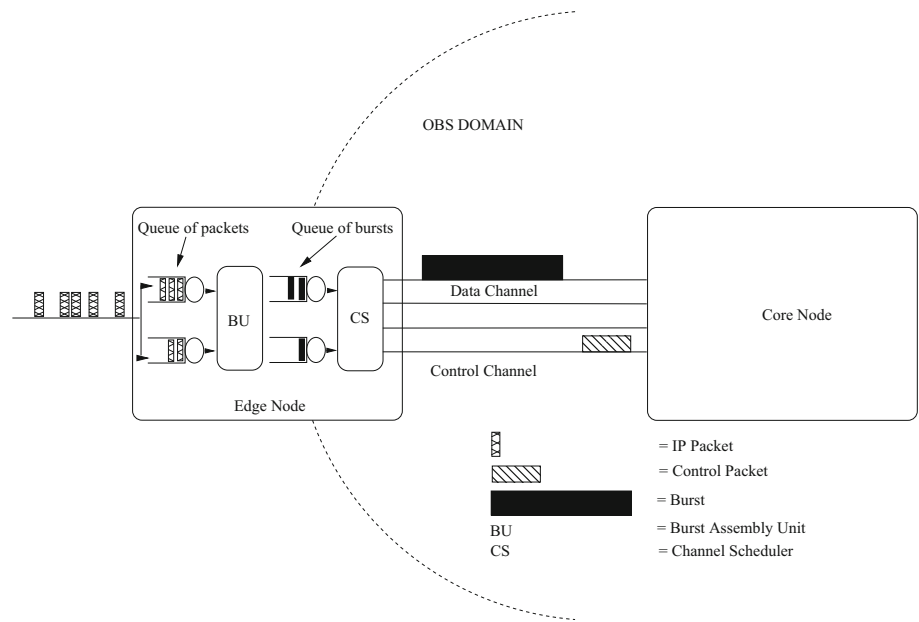 OBS DOMAIN
Queue of packets
Queue of bursts
Data Channel
BU
CS
Core Node
Control Channel
Edge Node
= IP Packet
= Control Packet
= Burst
BU = Burst Assembly Unit
CS = Channel Scheduler